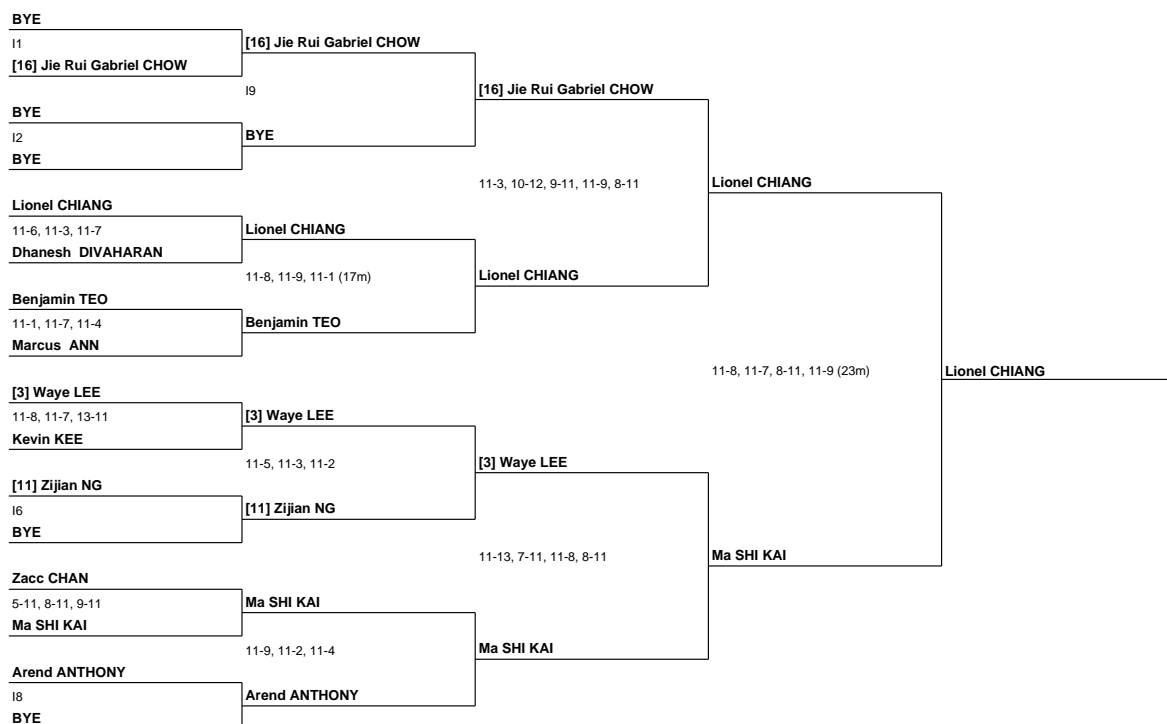 BYE
I1
[16] Jie Rui Gabriel CHOW
BYE
I2
BYE
Lionel CHIANG
11-6, 11-3, 11-7
Dhanesh  DIVAHARAN
Benjamin TEO
11-1, 11-7, 11-4
Marcus  ANN
[3] Waye LEE
11-8, 11-7, 13-11
Kevin KEE
[11] Zijian NG
I6
BYE
Zacc CHAN
5-11, 8-11, 9-11
Ma SHI KAI
Arend ANTHONY
I8
BYE
[16] Jie Rui Gabriel CHOW
I9
BYE
Lionel CHIANG
11-8, 11-9, 11-1 (17m)
Benjamin TEO
[3] Waye LEE
11-5, 11-3, 11-2
[11] Zijian NG
Ma SHI KAI
11-9, 11-2, 11-4
Arend ANTHONY
[16] Jie Rui Gabriel CHOW
11-3, 10-12, 9-11, 11-9, 8-11
Lionel CHIANG
[3] Waye LEE
11-13, 7-11, 11-8, 8-11
Ma SHI KAI
Lionel CHIANG
11-8, 11-7, 8-11, 11-9 (23m)
Ma SHI KAI
Lionel CHIANG